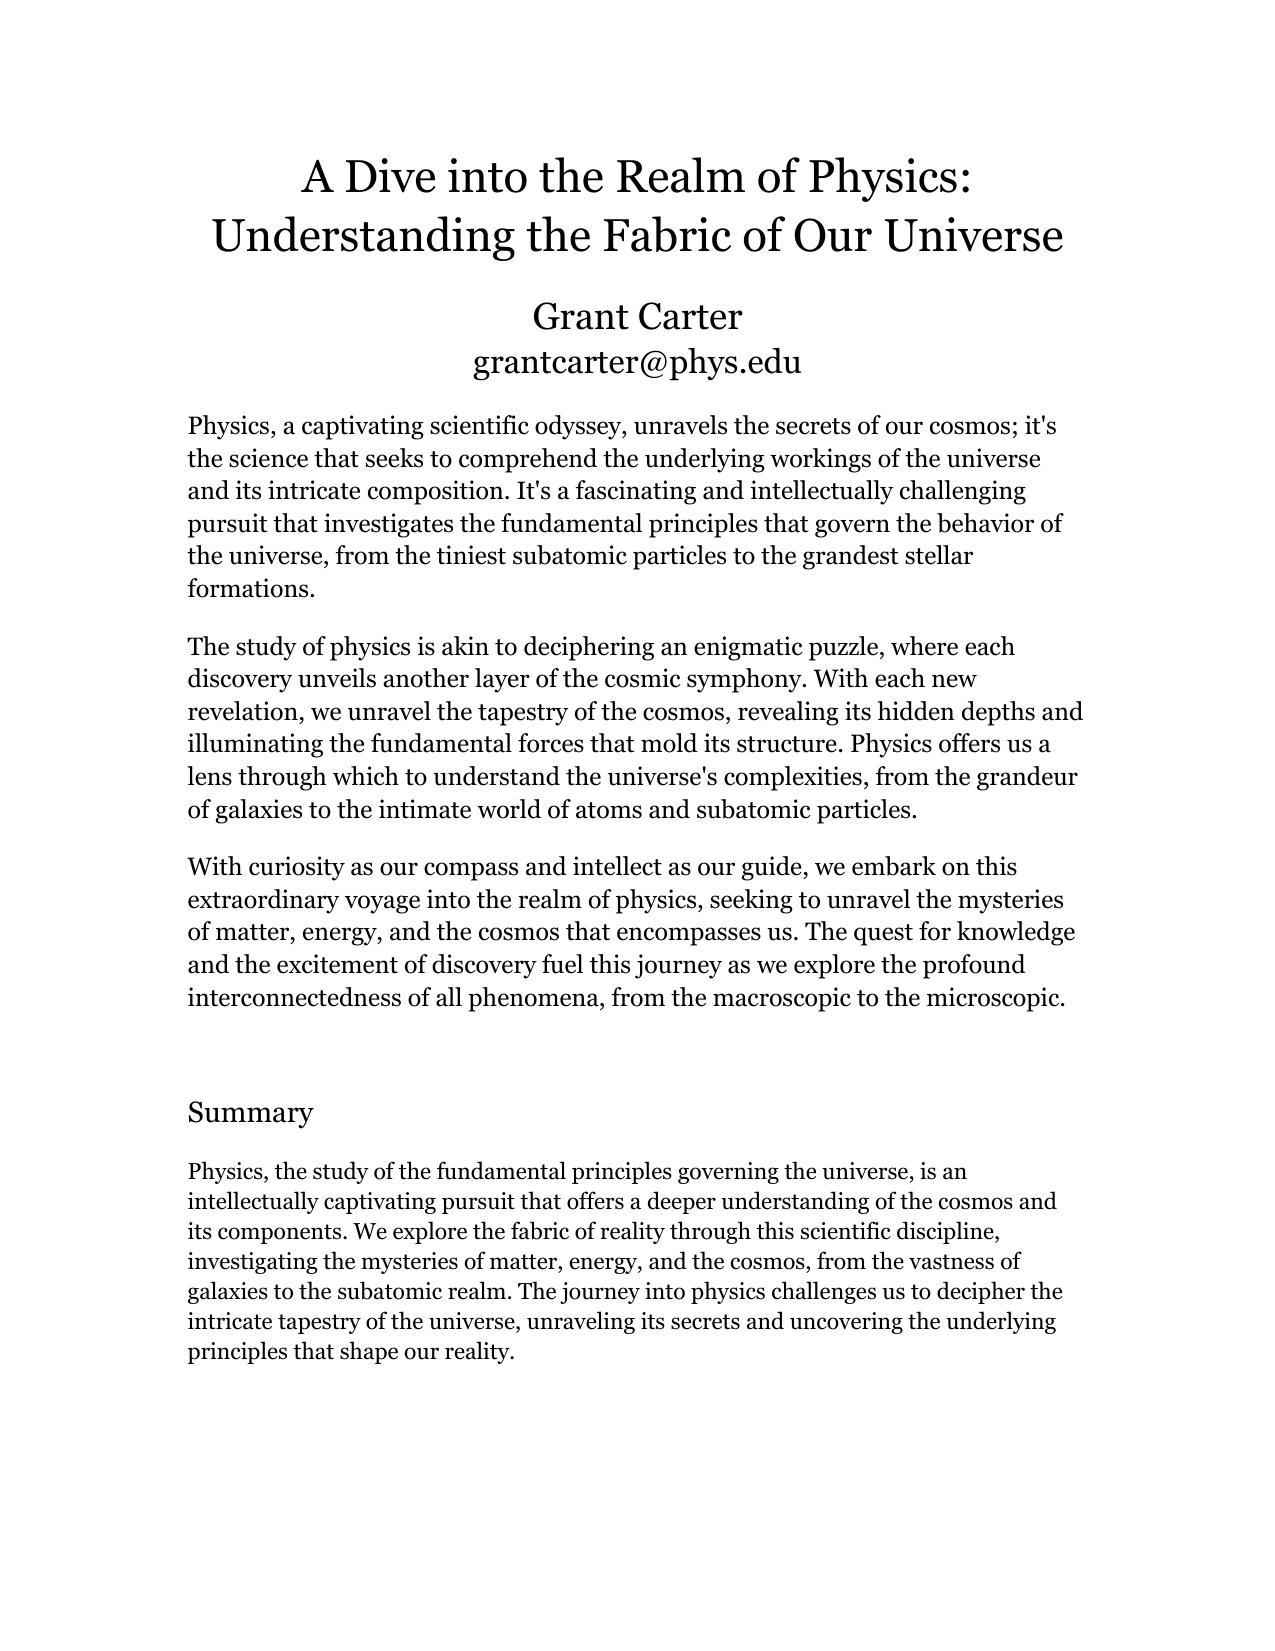 A Dive into the Realm of Physics:
Understanding the Fabric of Our Universe
Grant Carter
grantcarter@phys.edu
Physics, a captivating scientific odyssey, unravels the secrets of our cosmos; it's
the science that seeks to comprehend the underlying workings of the universe
and its intricate composition. It's a fascinating and intellectually challenging
pursuit that investigates the fundamental principles that govern the behavior of
the universe, from the tiniest subatomic particles to the grandest stellar
formations.
The study of physics is akin to deciphering an enigmatic puzzle, where each
discovery unveils another layer of the cosmic symphony. With each new
revelation, we unravel the tapestry of the cosmos, revealing its hidden depths and
illuminating the fundamental forces that mold its structure. Physics offers us a
lens through which to understand the universe's complexities, from the grandeur
of galaxies to the intimate world of atoms and subatomic particles.
With curiosity as our compass and intellect as our guide, we embark on this
extraordinary voyage into the realm of physics, seeking to unravel the mysteries
of matter, energy, and the cosmos that encompasses us. The quest for knowledge
and the excitement of discovery fuel this journey as we explore the profound
interconnectedness of all phenomena, from the macroscopic to the microscopic.
Summary
Physics, the study of the fundamental principles governing the universe, is an
intellectually captivating pursuit that offers a deeper understanding of the cosmos and
its components. We explore the fabric of reality through this scientific discipline,
investigating the mysteries of matter, energy, and the cosmos, from the vastness of
galaxies to the subatomic realm. The journey into physics challenges us to decipher the
intricate tapestry of the universe, unraveling its secrets and uncovering the underlying
principles that shape our reality.